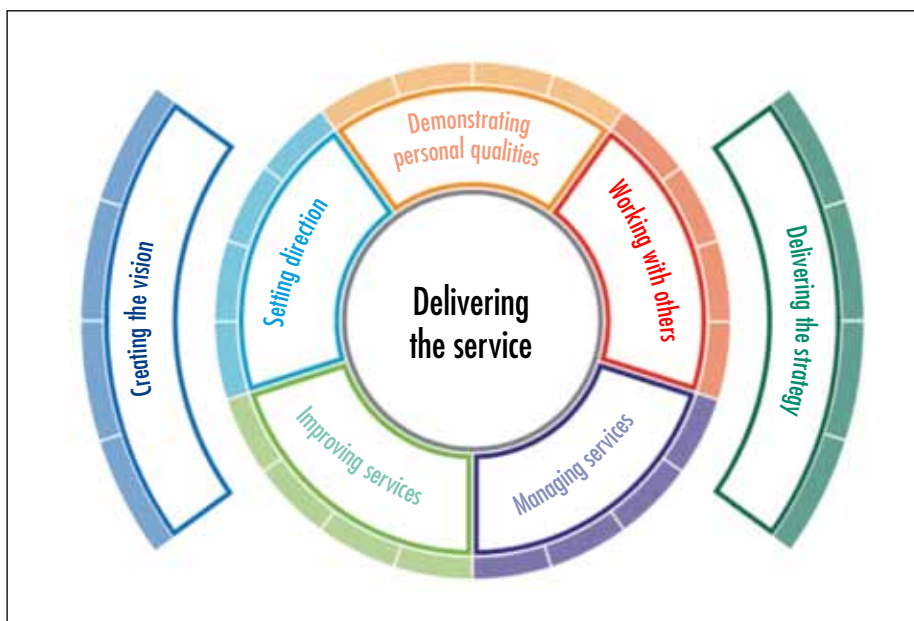 Demonstrating
personal qualities
Setting direction
Working with others
Creating the vision
Delivering the strategy
Delivering
the service
Improving services
Managing services